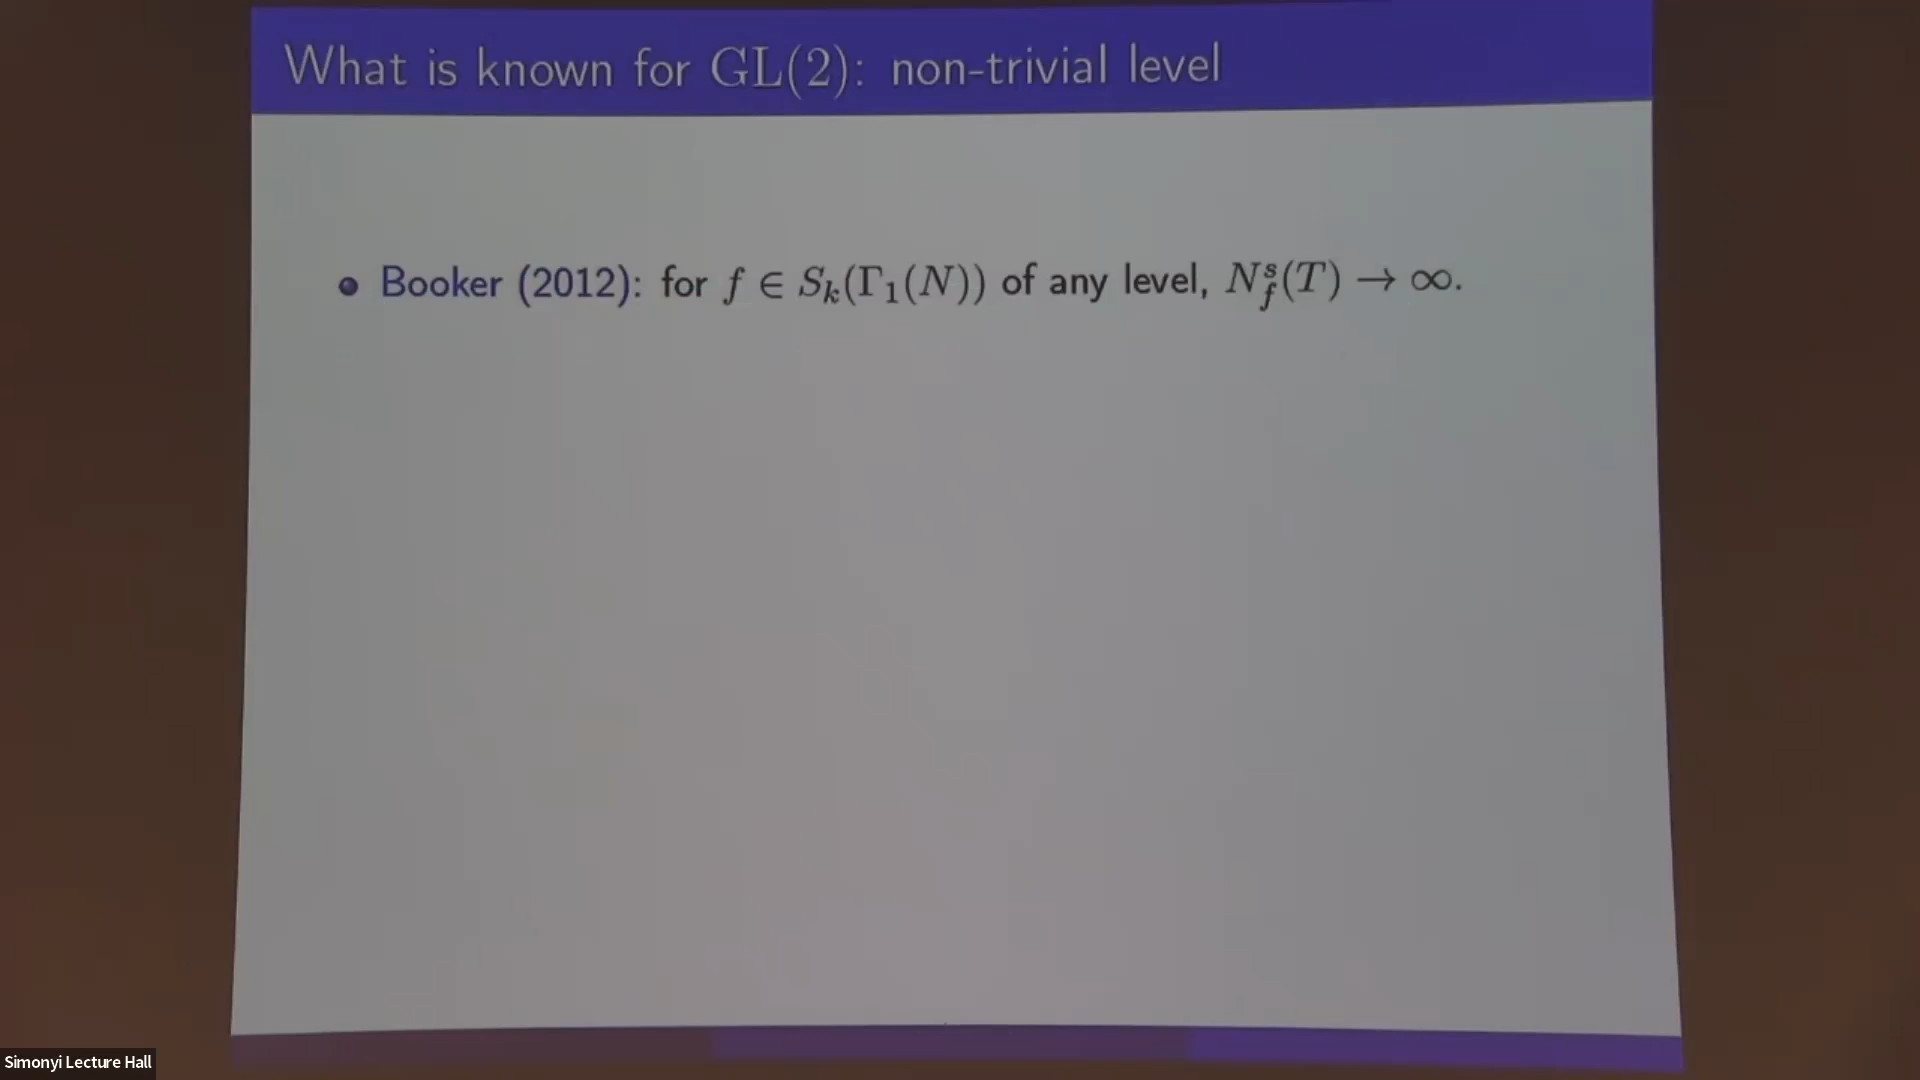 What is known for GL(2): non-trivial level
• Booker (2012): for f ∈ S_k(Γ_1(N)) of any level, N_f^s(T) → ∞.
Simonyi Lecture Hall